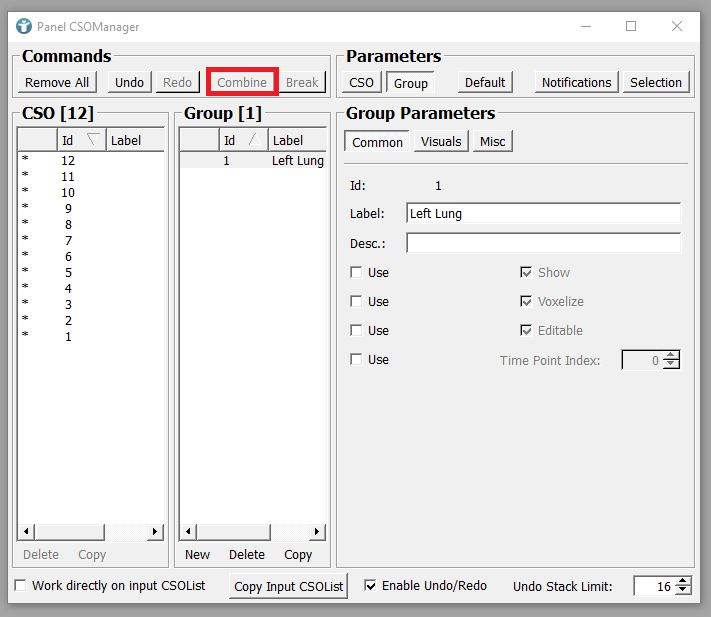 Panel CSOManager
Commands
Remove All Undo Redo Combine Break
Parameters
CSO Group Default Notifications Selection
CSO [12]
Id Label
* 12
* 11
* 10
* 9
* 8
* 7
* 6
* 5
* 4
* 3
* 2
* 1
Delete Copy
Group [1]
Id Label
1 Left Lung
New Delete Copy
Group Parameters
Common Visuals Misc
Id: 1
Label: Left Lung
Desc.:
Use Show
Use Voxelize
Use Editable
Use Time Point Index: 0
Work directly on input CSOList Copy Input CSOList Enable Undo/Redo Undo Stack Limit: 16